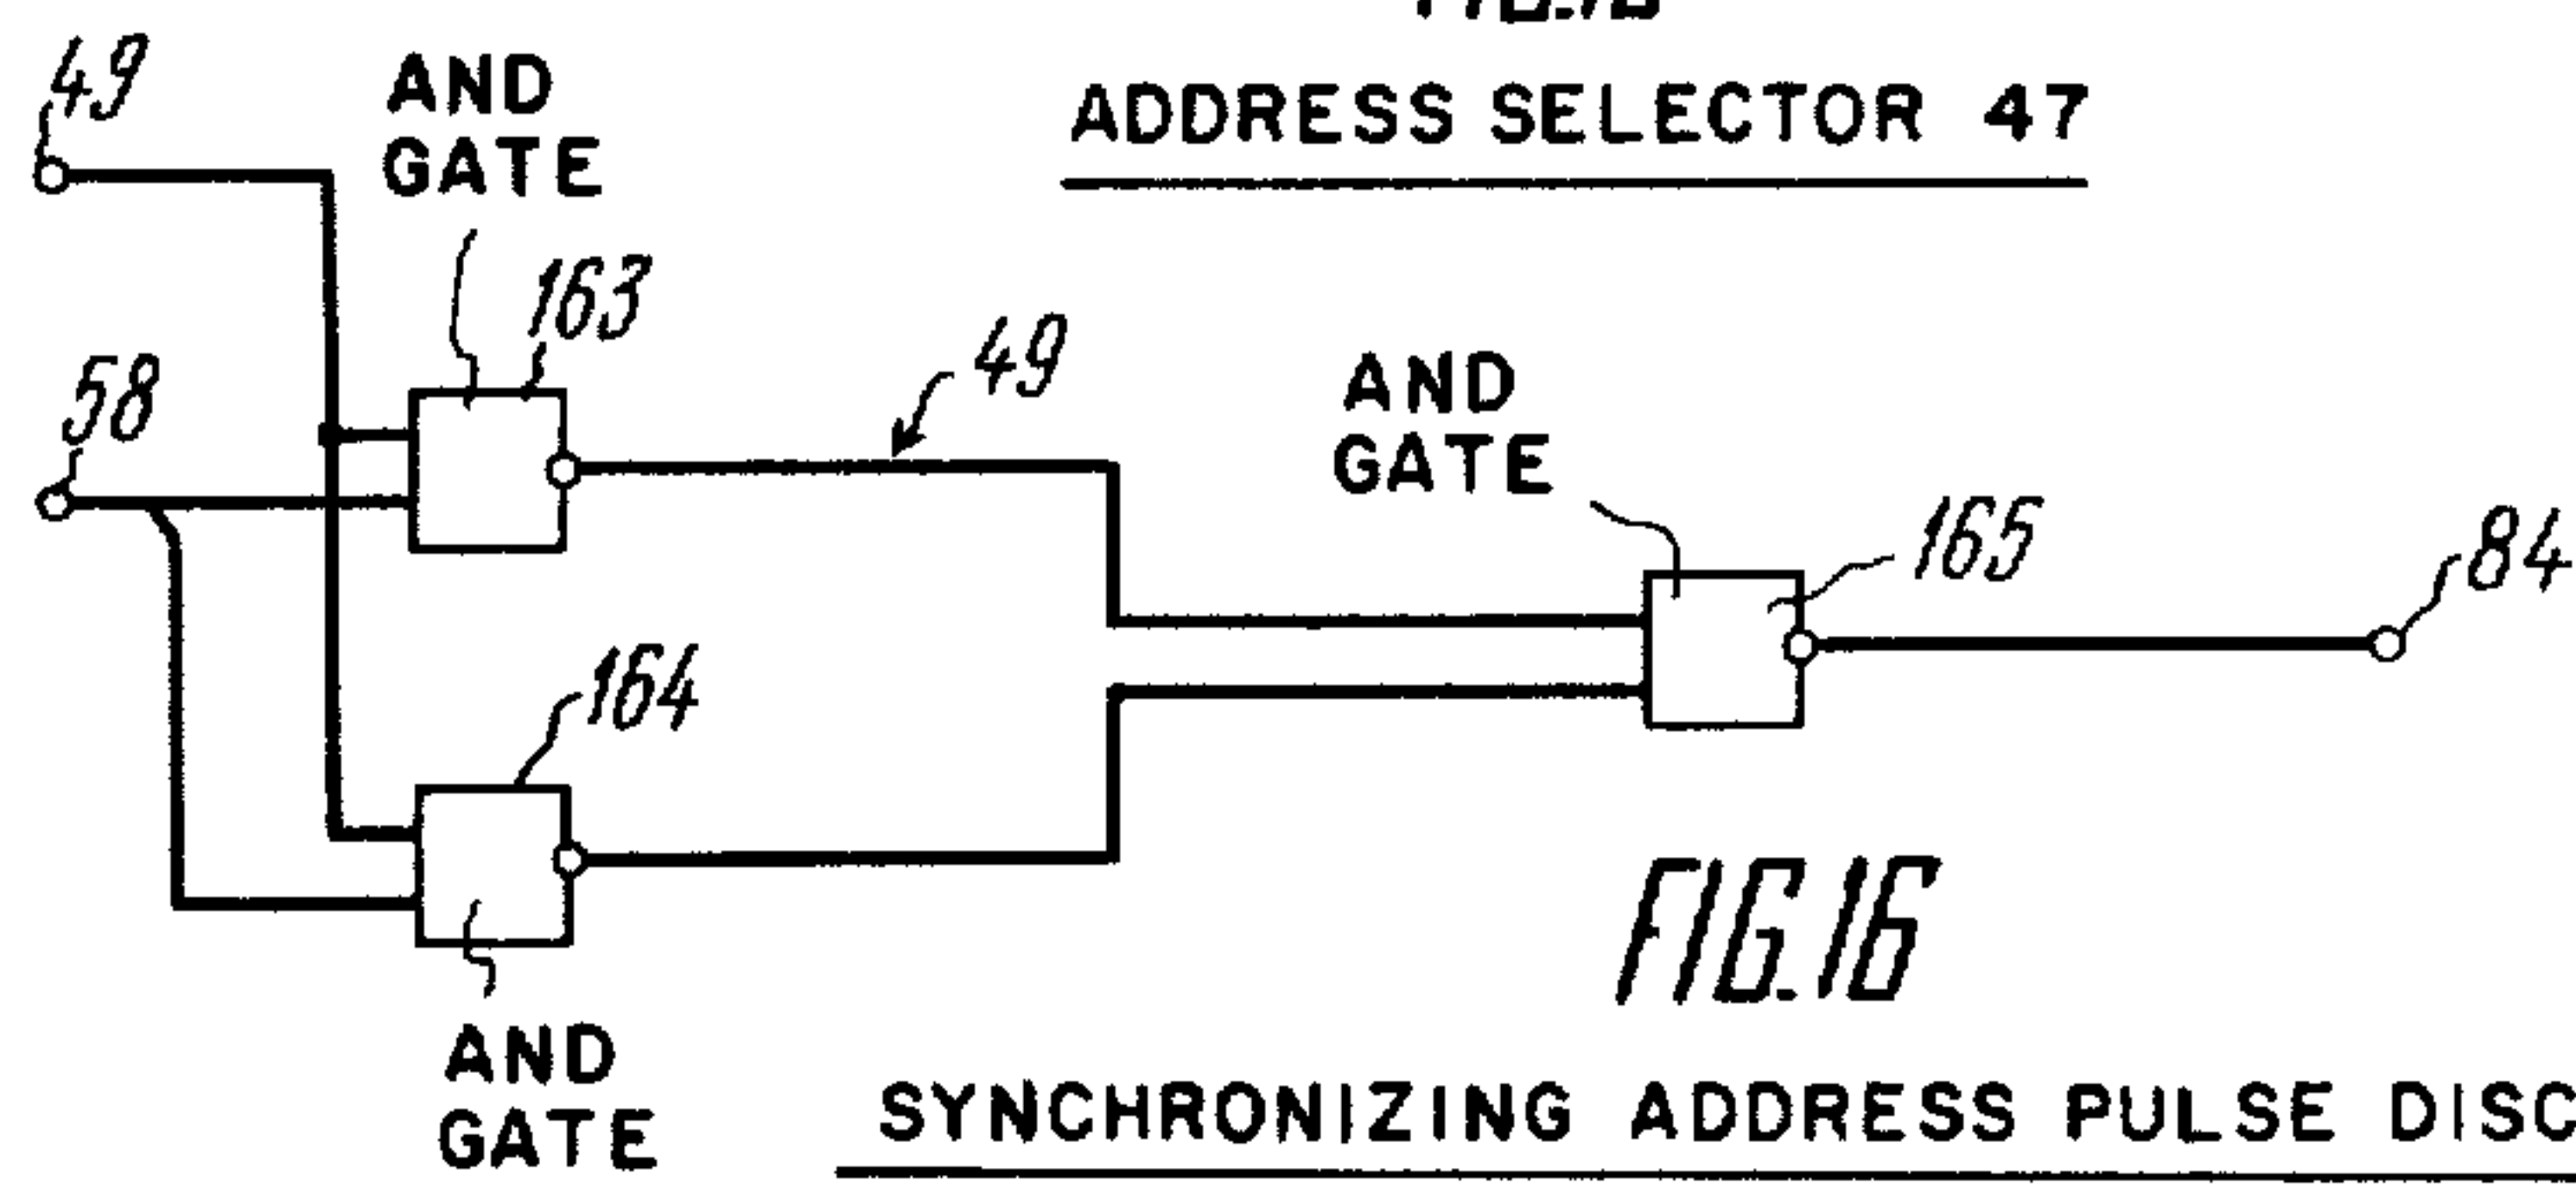 ADDRESS SELECTOR 47
49
AND
GATE
163
58
49
AND
GATE
165
84
164
AND
GATE
FIG.16
SYNCHRONIZING ADDRESS PULSE DISC